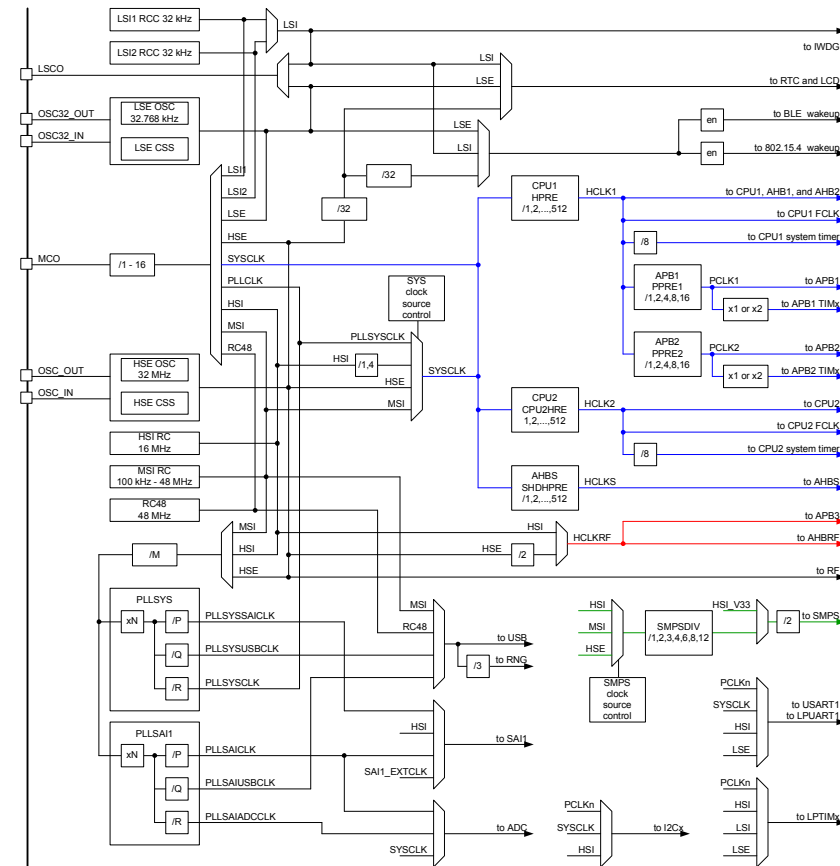 LSI1 RCC 32 kHz
LSI
to IWDG
LSI2 RCC 32 kHz
LSCO
LSI
LSE
to RTC and LCD
OSC32_OUT
LSE OSC
32.768 kHz
OSC32_IN
LSE CSS
LSE
LSI
en
to BLE wakeup
en
to 802.15.4 wakeup
LSI1
LSI2
LSE
HSE
SYSCLK
PLLCLK
HSI
MSI
RC48
/32
/32
MCO
/1 - 16
CPU1
HPRE
/1,2,...,512
HCLK1
to CPU1, AHB1, and AHB2
to CPU1 FCLK
/8
to CPU1 system timer
APB1
PPRE1
/1,2,4,8,16
PCLK1
to APB1
x1 or x2
to APB1 TIMx
APB2
PPRE2
/1,2,4,8,16
PCLK2
to APB2
x1 or x2
to APB2 TIMx
SYS
clock
source
control
PLLSYSCLK
HSI
/1,4
HSE
MSI
SYSCLK
OSC_OUT
HSE OSC
32 MHz
OSC_IN
HSE CSS
CPU2
CPU2HRE
1,2,...,512
HCLK2
to CPU2
to CPU2 FCLK
/8
to CPU2 system timer
HSI RC
16 MHz
MSI RC
100 kHz - 48 MHz
RC48
48 MHz
AHBS
SHDHPRE
/1,2,...,512
HCLKS
to AHBS
MSI
HSI
HSE
/M
HSI
HSE
/2
HCLKRF
to APB3
to AHBRF
to RF
PLLSYS
xN
/P
PLLSYSSAICLK
/Q
PLLSYSUSBCLK
/R
PLLSYSCLK
MSI
RC48
to USB
/3
to RNG
HSI
MSI
HSE
SMPSDIV
/1,2,3,4,6,8,12
HSI_V33
/2
to SMPS
SMPS
clock
source
control
PLLSAI1
xN
/P
PLLSAICLK
/Q
PLLSAIUSBCLK
/R
PLLSAIADCCLK
HSI
SAI1_EXTCLK
to SAI1
SYSCLK
to ADC
PCLKn
SYSCLK
HSI
to I2Cx
PCLKn
SYSCLK
HSI
LSE
to USART1
to LPUART1
PCLKn
HSI
LSI
LSE
to LPTIMx